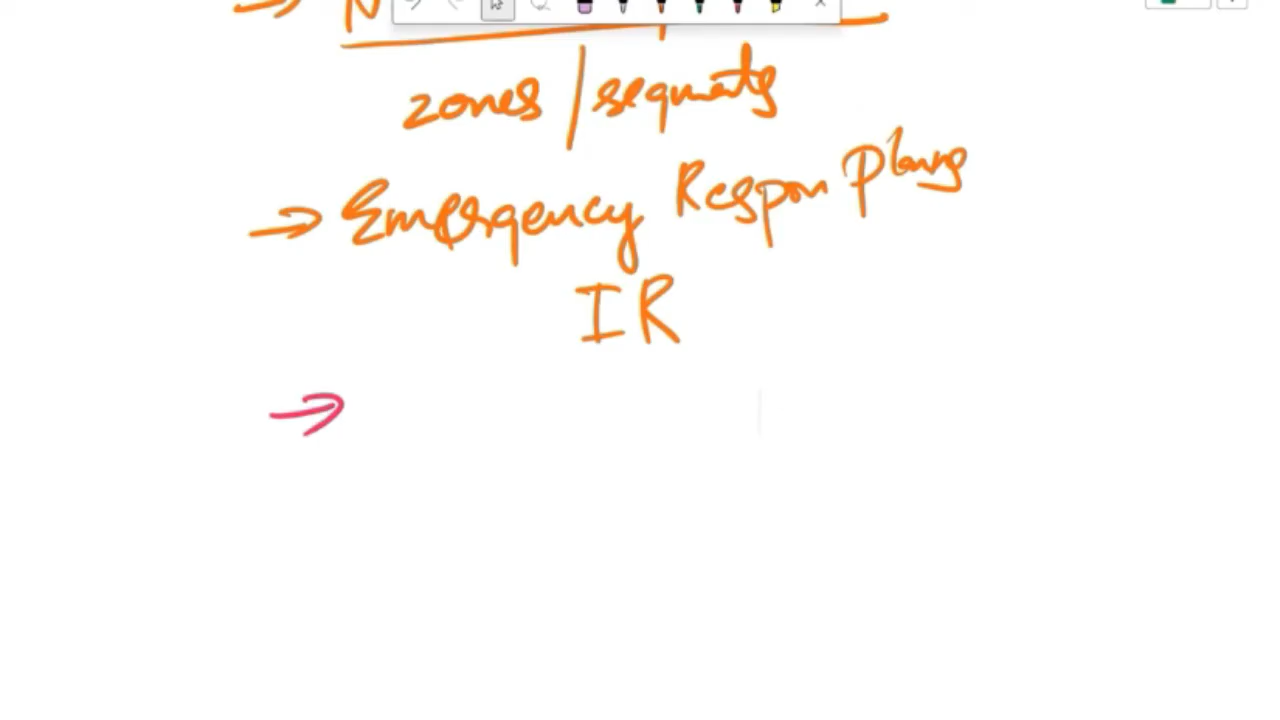 →
zones/segments
→ Emergency Respon Plans
IR
→